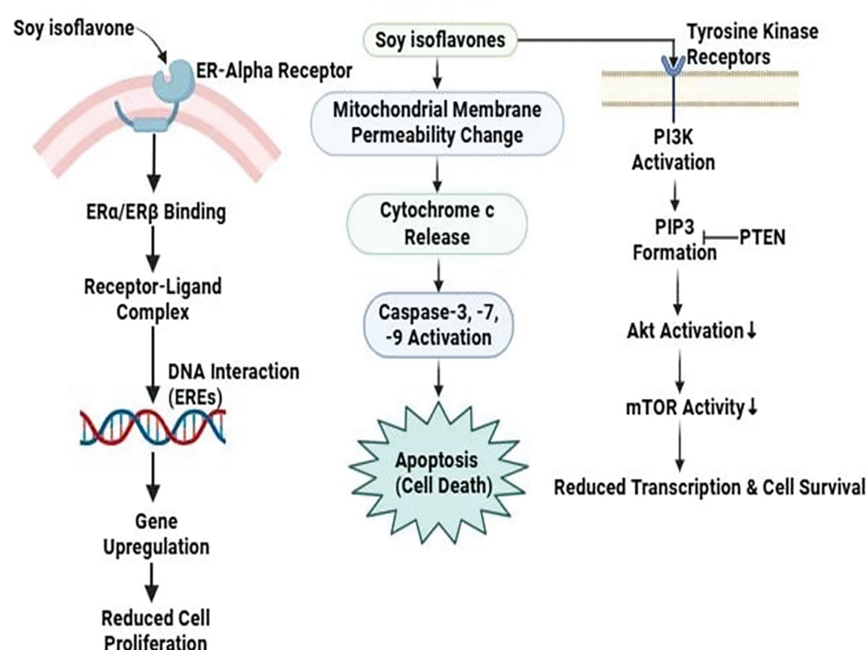 Soy isoflavone
ER-Alpha Receptor
ERα/ERβ Binding
Receptor-Ligand
Complex
DNA Interaction
(EREs)
Gene
Upregulation
Reduced Cell
Proliferation
Soy isoflavones
Mitochondrial Membrane
Permeability Change
Cytochrome c
Release
Caspase-3, -7,
-9 Activation
Apoptosis
(Cell Death)
Tyrosine Kinase
Receptors
PI3K
Activation
PIP3
Formation
PTEN
Akt Activation↓
mTOR Activity↓
Reduced Transcription & Cell Survival